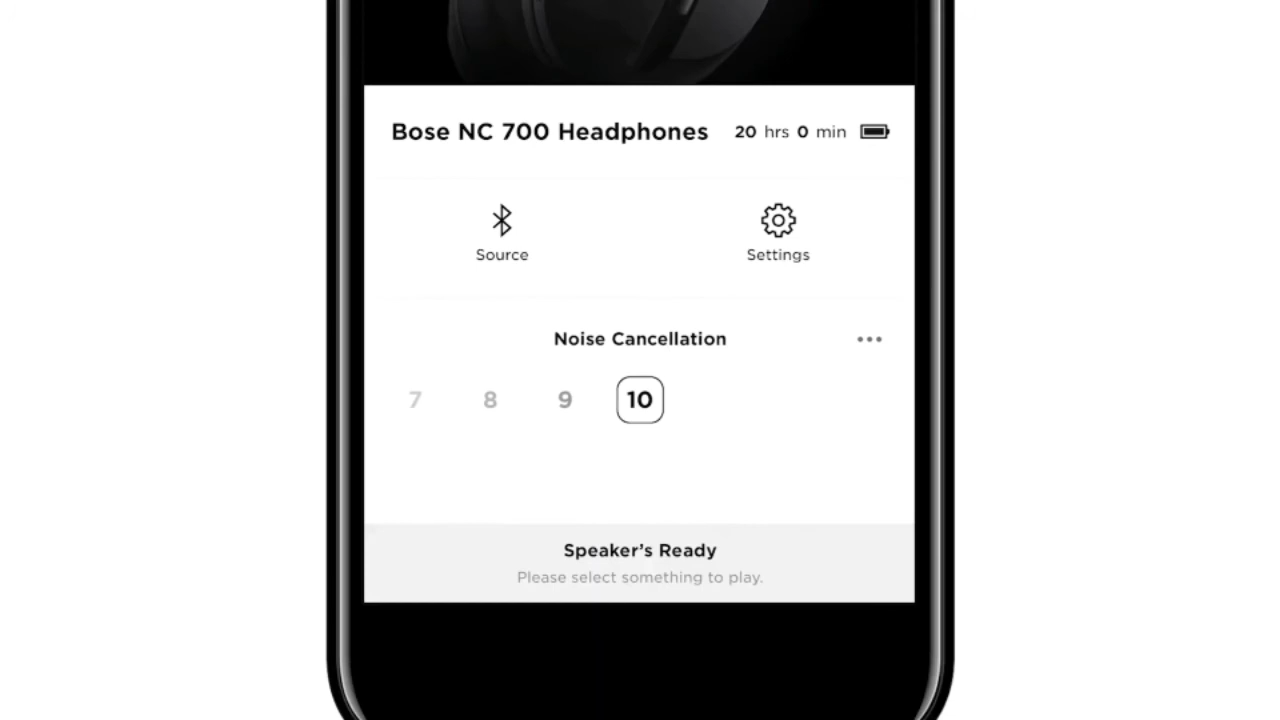 Bose NC 700 Headphones 20 hrs 0 min
Source Settings
Noise Cancellation
7 8 9 10
Speaker’s Ready
Please select something to play.